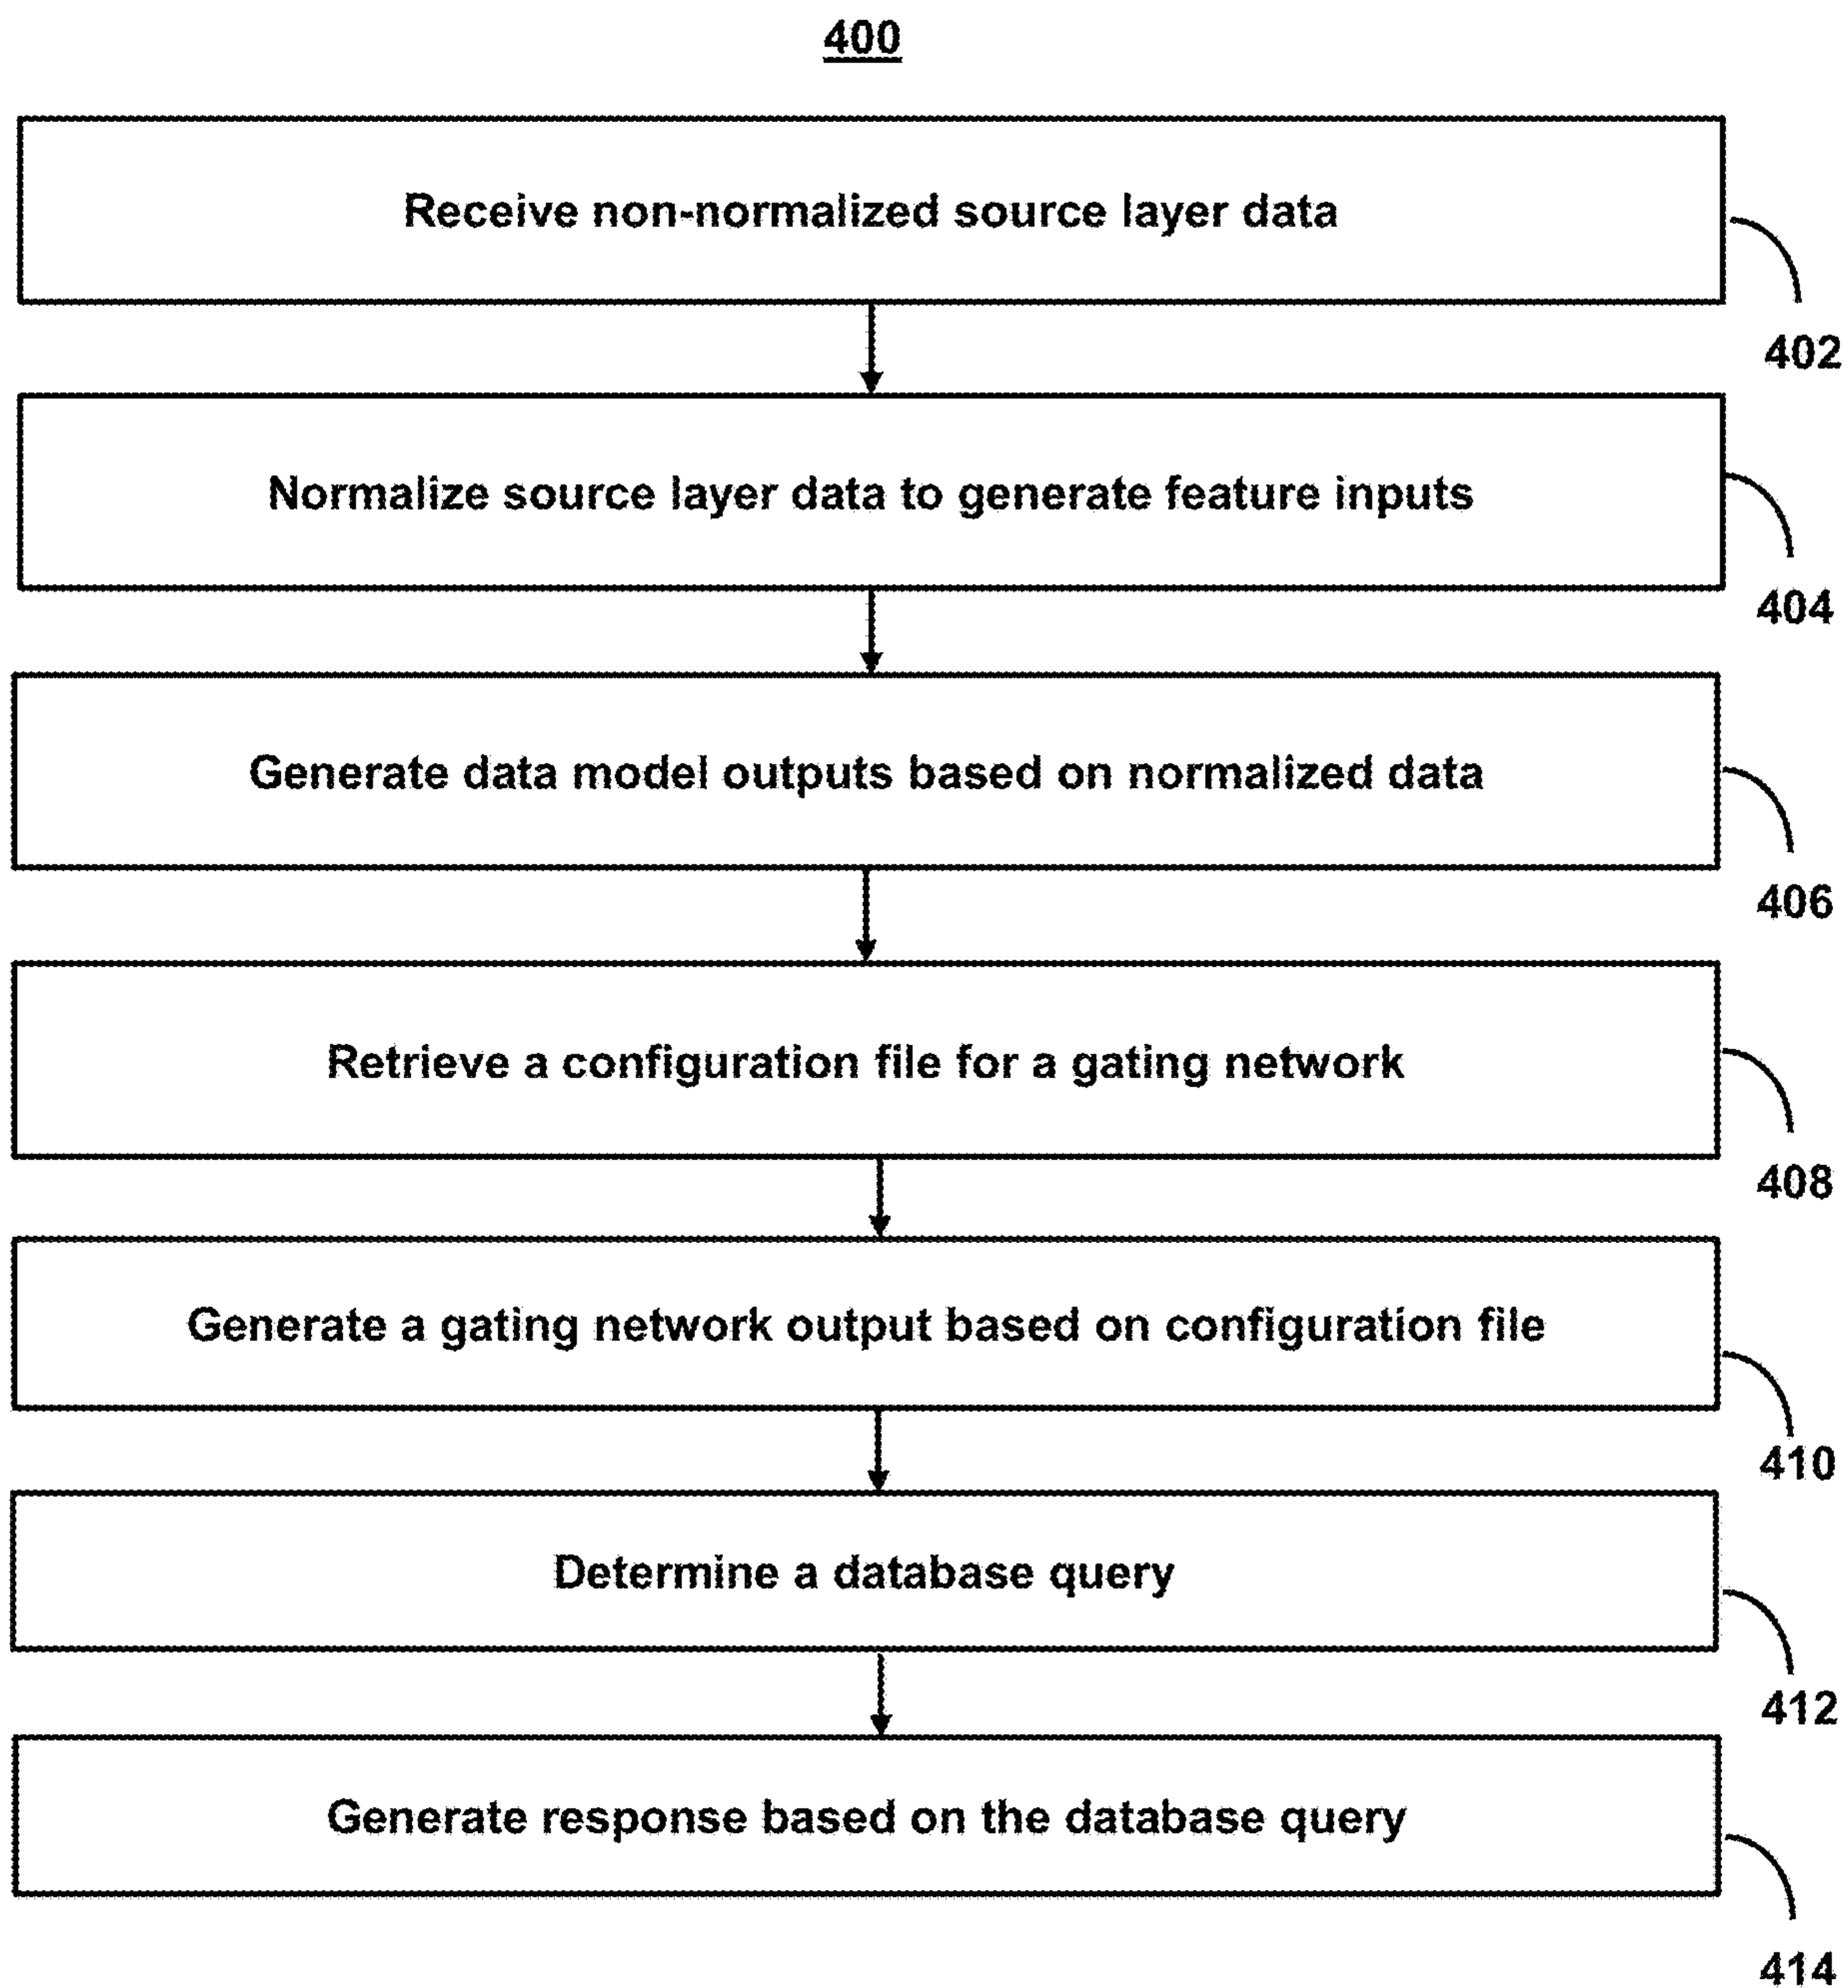 400
Receive non-normalized source layer data
402
Normalize source layer data to generate feature inputs
404
Generate data model outputs based on normalized data
406
Retrieve a configuration file for a gating network
408
Generate a gating network output based on configuration file
410
Determine a database query
412
Generate response based on the database query
414